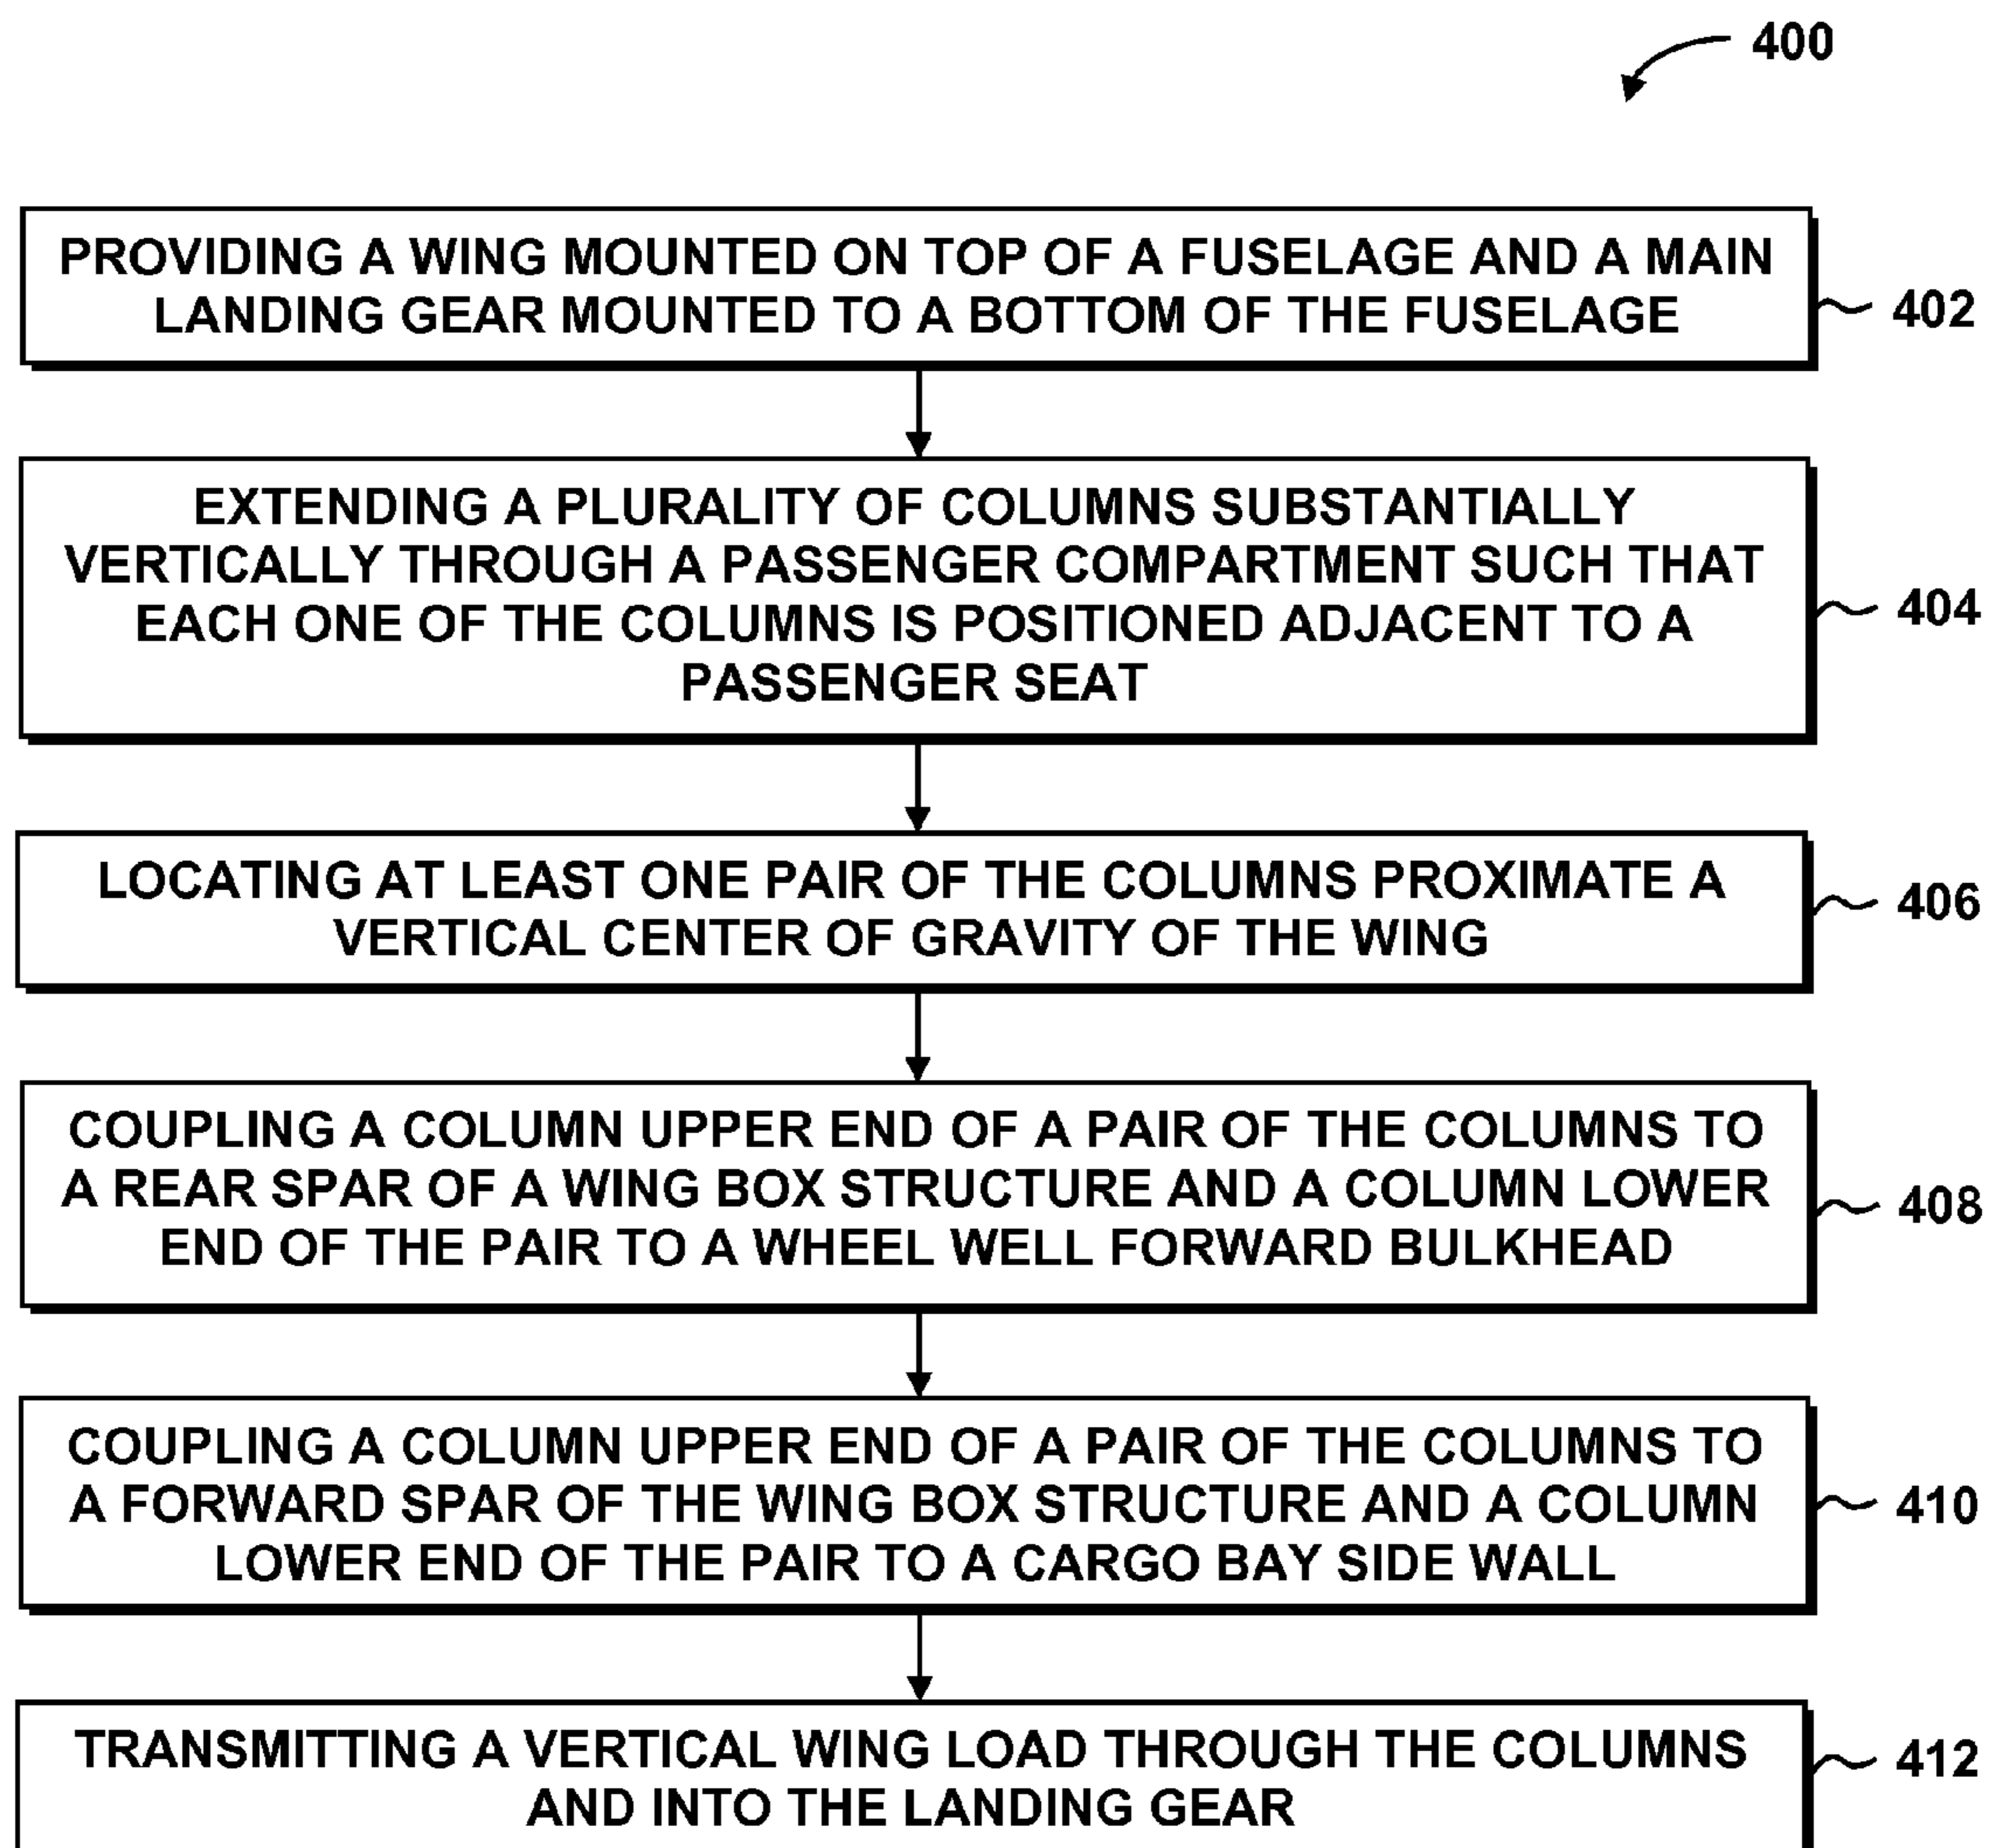 400
PROVIDING A WING MOUNTED ON TOP OF A FUSELAGE AND A MAIN
LANDING GEAR MOUNTED TO A BOTTOM OF THE FUSELAGE
402
EXTENDING A PLURALITY OF COLUMNS SUBSTANTIALLY
VERTICALLY THROUGH A PASSENGER COMPARTMENT SUCH THAT
EACH ONE OF THE COLUMNS IS POSITIONED ADJACENT TO A
PASSENGER SEAT
404
LOCATING AT LEAST ONE PAIR OF THE COLUMNS PROXIMATE A
VERTICAL CENTER OF GRAVITY OF THE WING
406
COUPLING A COLUMN UPPER END OF A PAIR OF THE COLUMNS TO
A REAR SPAR OF A WING BOX STRUCTURE AND A COLUMN LOWER
END OF THE PAIR TO A WHEEL WELL FORWARD BULKHEAD
408
COUPLING A COLUMN UPPER END OF A PAIR OF THE COLUMNS TO
A FORWARD SPAR OF THE WING BOX STRUCTURE AND A COLUMN
LOWER END OF THE PAIR TO A CARGO BAY SIDE WALL
410
TRANSMITTING A VERTICAL WING LOAD THROUGH THE COLUMNS
AND INTO THE LANDING GEAR
412